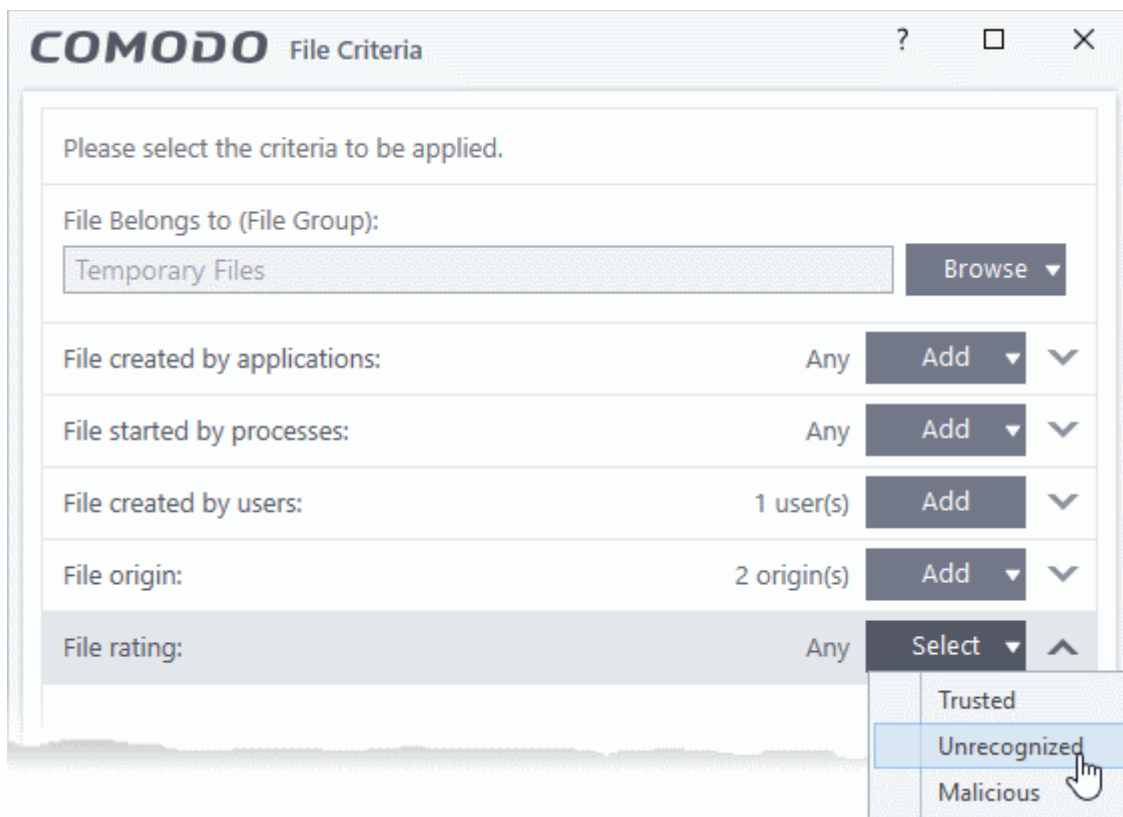 COMODO File Criteria ?
Please select the criteria to be applied.
File Belongs to (File Group):
Temporary Files Browse
File created by applications: Any Add
File started by processes: Any Add
File created by users: 1 user(s) Add
File origin: 2 origin(s) Add
File rating: Any Select
Trusted
Unrecognized
Malicious